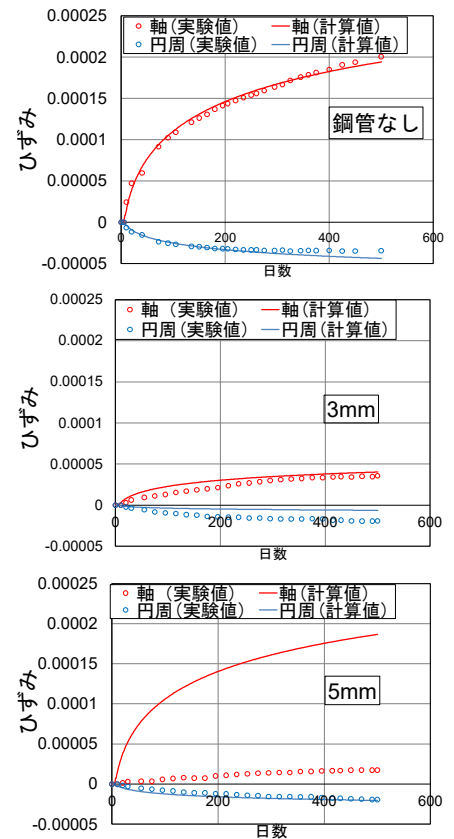 0.00025
軸(実験値) 軸(計算値)
円周(実験値) 円周(計算値)
0.0002
0.00015
鋼管なし
0.0001
0.00005
0
-0.00005
ひずみ
0 200 400 600
日数
0.00025
軸 (実験値) 軸(計算値)
円周(実験値) 円周(計算値)
0.0002
0.00015
0.0001
3mm
0.00005
0
-0.00005
ひずみ
0 200 400 600
日数
0.00025
軸 (実験値) 軸(計算値)
円周(実験値) 円周(計算値)
0.0002
0.00015
0.0001
5mm
0.00005
0
-0.00005
ひずみ
0 200 400 600
日数